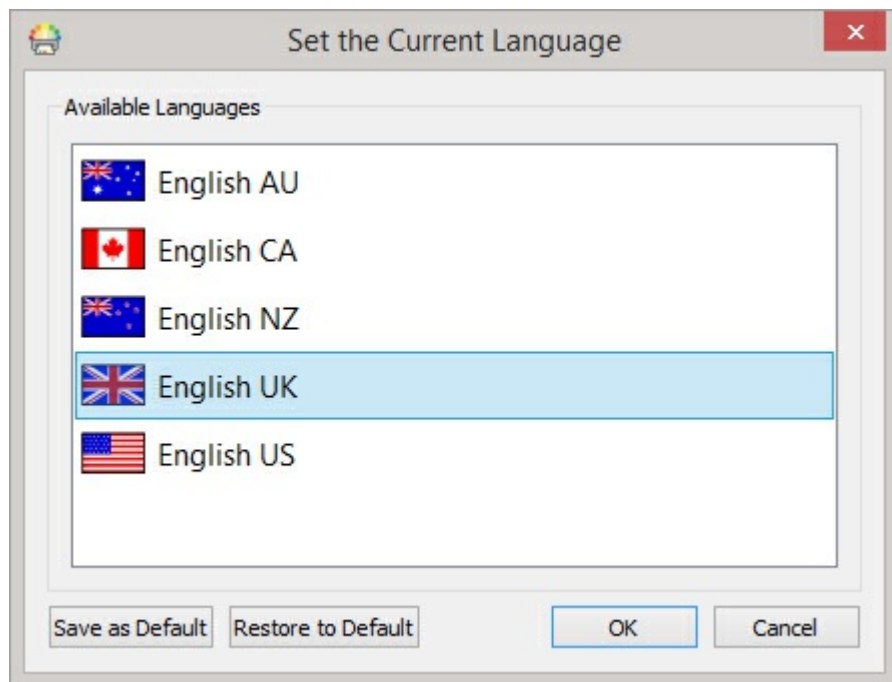 Set the Current Language
Available Languages
English AU
English CA
English NZ
English UK
English US
Save as Default Restore to Default OK Cancel